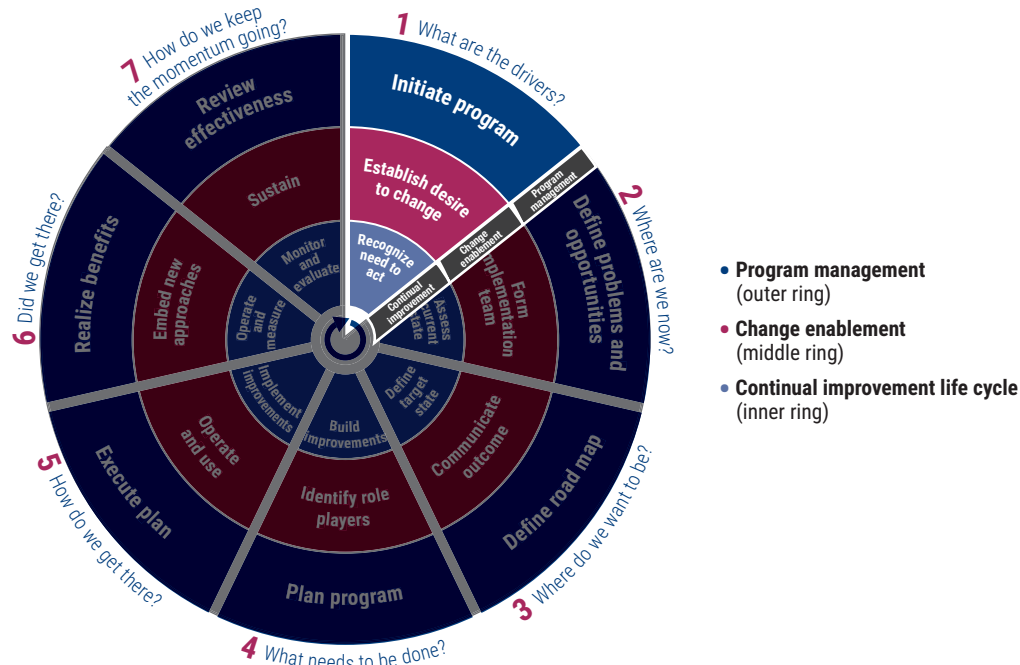 1 What are the drivers?
Initiate program
Establish desire
to change
Recognize
need to
act
Program
management
Change
enablement
Continual
improvement
2 Where are we now?
Define problems and
opportunities
Form
implementation
team
Assess
current
state
3 Where do we want to be?
Define road map
Communicate
outcome
Define
target
state
4 What needs to be done?
Plan program
Identify role
players
Build
improvements
5 How do we get there?
Execute plan
Operate
and use
Implement
improvements
6 Did we get there?
Realize benefits
Embed new
approaches
Operate
and
measure
7 How do we keep
the momentum going?
Review
effectiveness
Sustain
Monitor
and
evaluate
• Program management
(outer ring)
• Change enablement
(middle ring)
• Continual improvement life cycle
(inner ring)